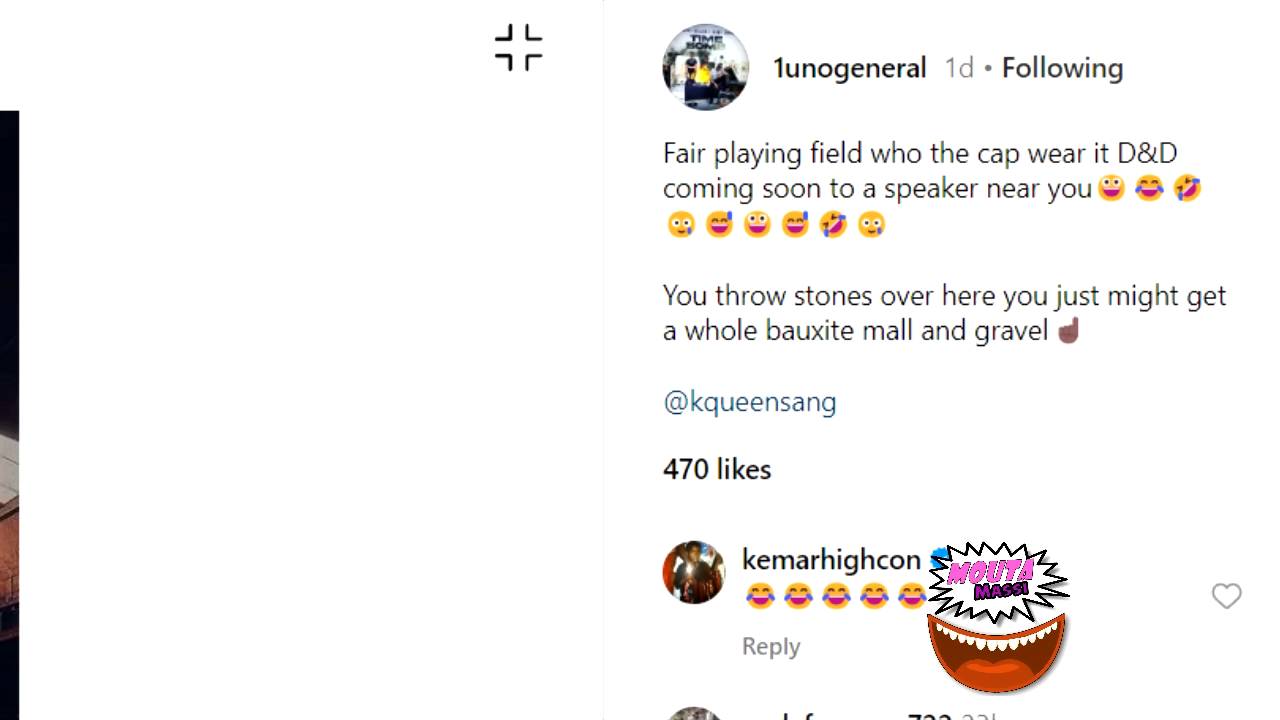 TIME
BOMB
1unogeneral 1d • Following
Fair playing field who the cap wear it D&D
coming soon to a speaker near you😀 😂 🤣
🥲 😅 😀 😅 🤣 🥲
You throw stones over here you just might get
a whole bauxite mall and gravel ☝🏿
@kqueensang
470 likes
kemarhighcon
😂 😂 😂 😂 😂
MOUTA
MASSI
Reply